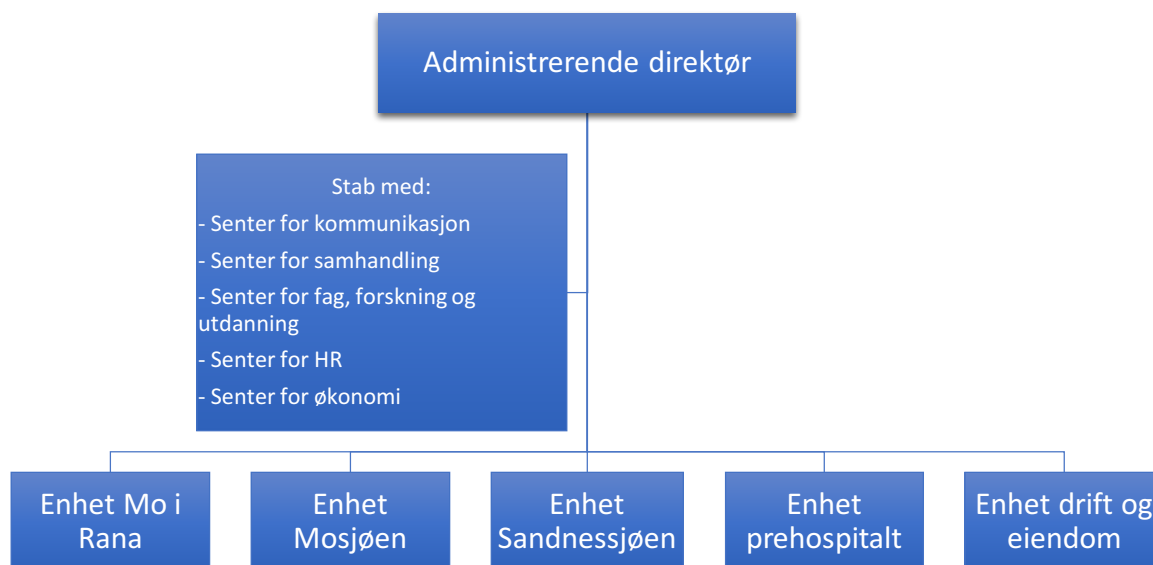 Administrerende direktør
Stab med:
- Senter for kommunikasjon
- Senter for samhandling
- Senter for fag, forskning og
utdanning
- Senter for HR
- Senter for økonomi
Enhet Mo i
Rana
Enhet
Mosjøen
Enhet
Sandnessjøen
Enhet
prehospitalt
Enhet drift og
eiendom